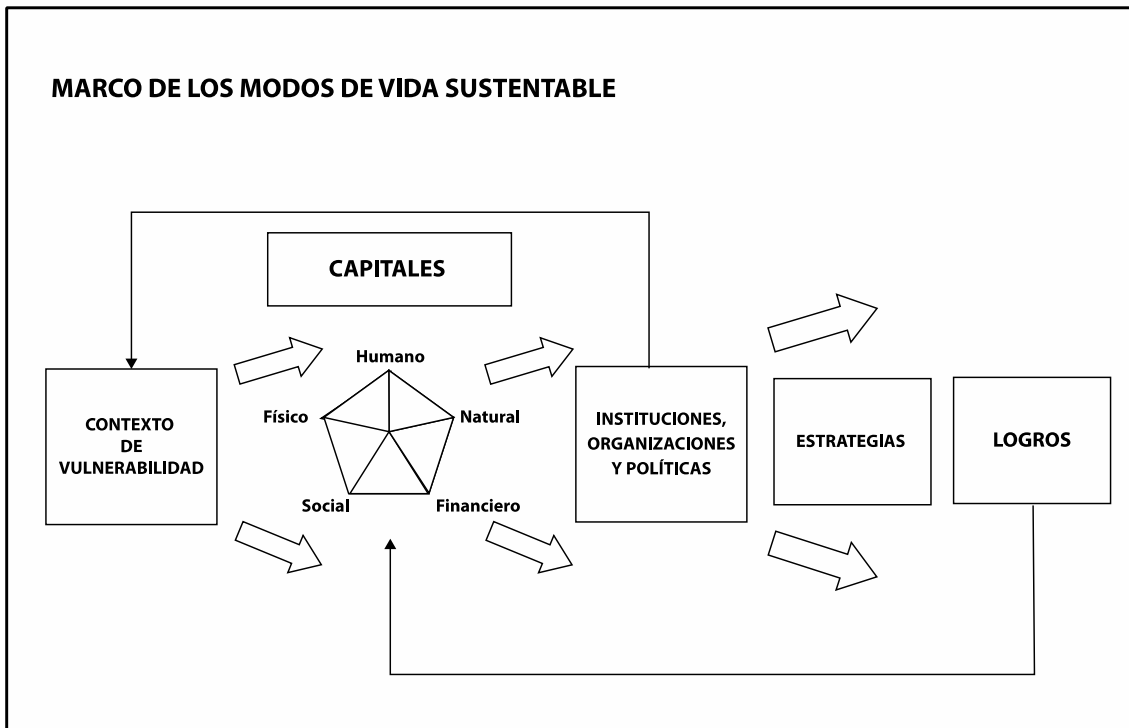 MARCO DE LOS MODOS DE VIDA SUSTENTABLE
CAPITALES
Humano
Físico
Natural
Social
Financiero
CONTEXTO
DE
VULNERABILIDAD
INSTITUCIONES,
ORGANIZACIONES
Y POLÍTICAS
ESTRATEGIAS
LOGROS